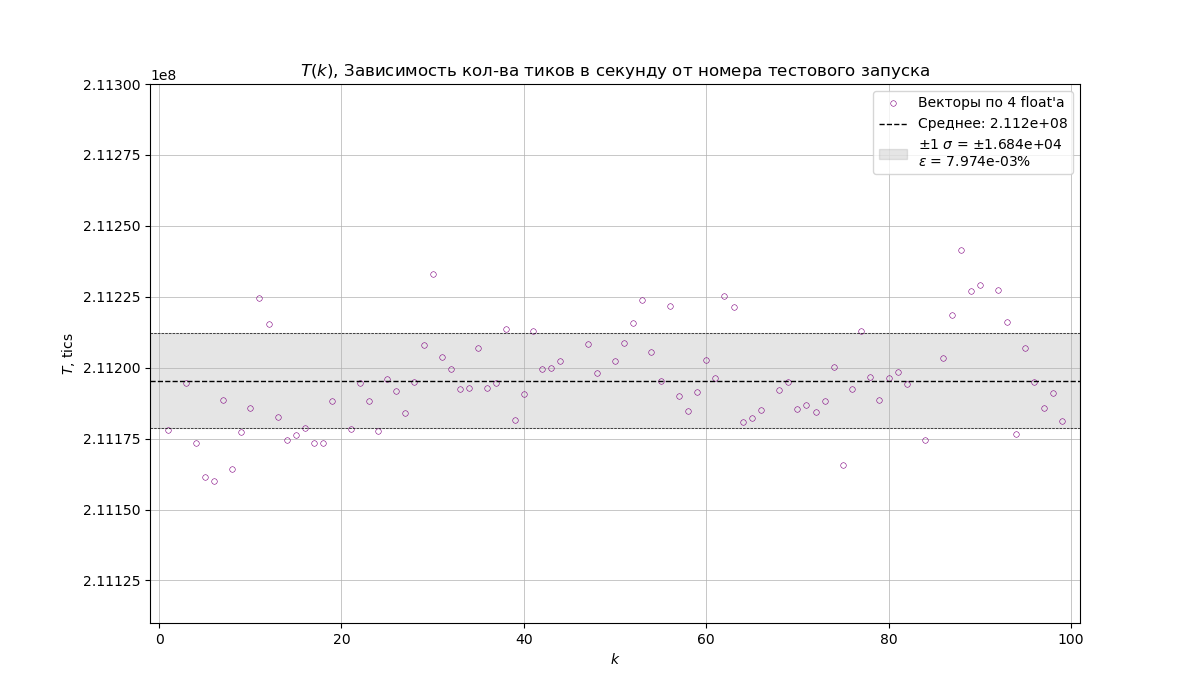 T(k), Зависимость кол-ва тиков в секунду от номера тестового запуска
1e8
2.11300
2.11275
2.11250
2.11225
2.11200
2.11175
2.11150
2.11125
T, tics
Векторы по 4 float'а
Среднее: 2.112e+08
±1 σ = ±1.684e+04
ε = 7.974e-03%
0
20
40
60
80
100
k